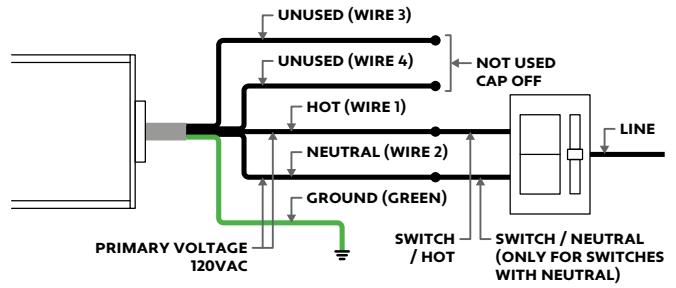 UNUSED (WIRE 3)
UNUSED (WIRE 4)
NOT USED
CAP OFF
HOT (WIRE 1)
LINE
NEUTRAL (WIRE 2)
GROUND (GREEN)
PRIMARY VOLTAGE
120VAC
SWITCH
/ HOT
SWITCH / NEUTRAL
(ONLY FOR SWITCHES
WITH NEUTRAL)